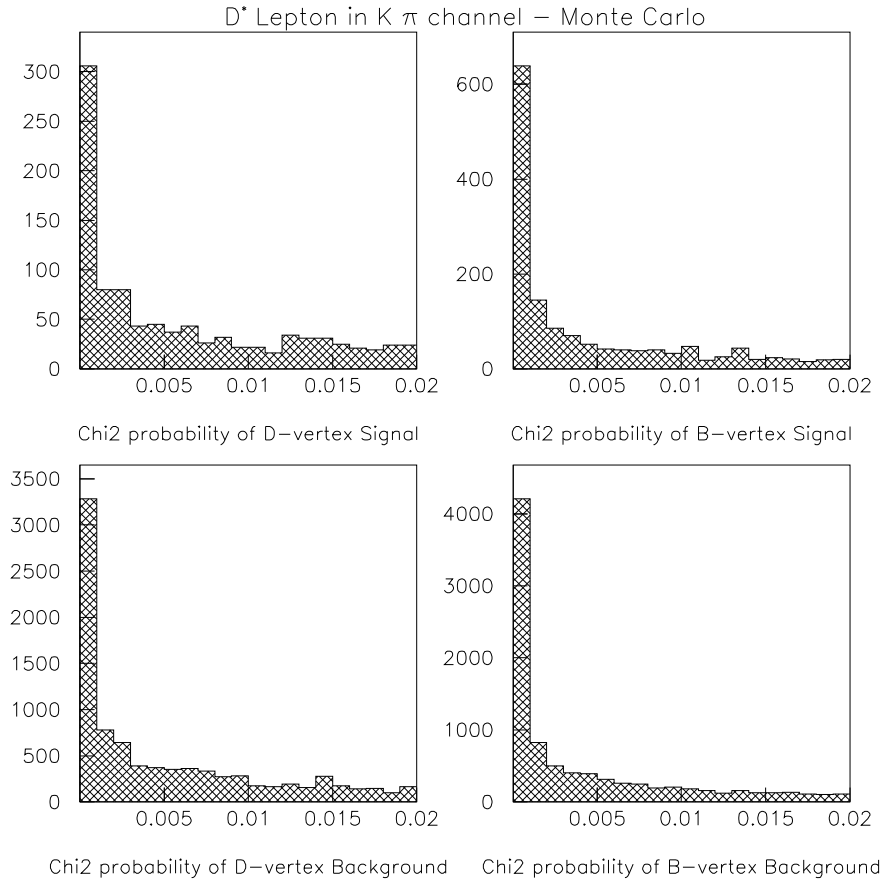 D* Lepton in K π channel – Monte Carlo
300
250
200
150
100
50
0
0.005 0.01 0.015 0.02
Chi2 probability of D–vertex Signal
600
400
200
0
0.005 0.01 0.015 0.02
Chi2 probability of B–vertex Signal
3500
3000
2500
2000
1500
1000
500
0
0.005 0.01 0.015 0.02
Chi2 probability of D–vertex Background
4000
3000
2000
1000
0
0.005 0.01 0.015 0.02
Chi2 probability of B–vertex Background